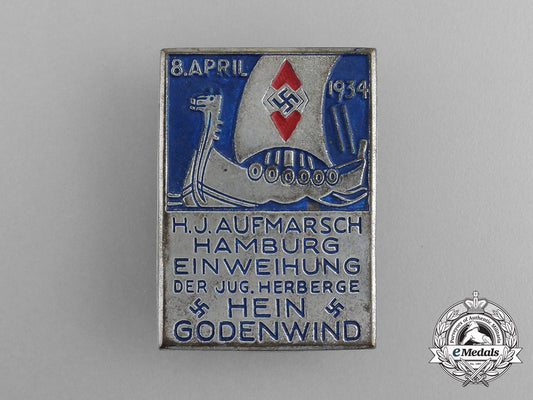 8. APRIL 1934
H.J. AUFMARSCH
HAMBURG
EINWEIHUNG
DER JUG. HERBERGE
HEIN
GODENWIND
eMedals